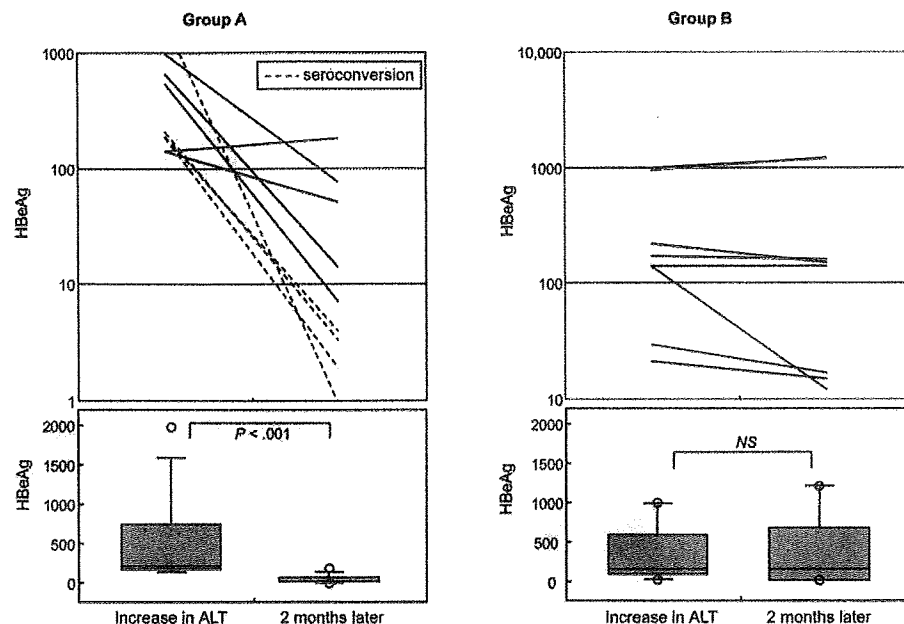 Group A
1000
----- seroconversion
100
10
1
HBeAg
2000
1500
1000
500
0
HBeAg
P < .001
Increase in ALT
2 months later
Group B
10,000
1000
100
10
HBeAg
2000
1500
1000
500
0
HBeAg
NS
Increase in ALT
2 months later